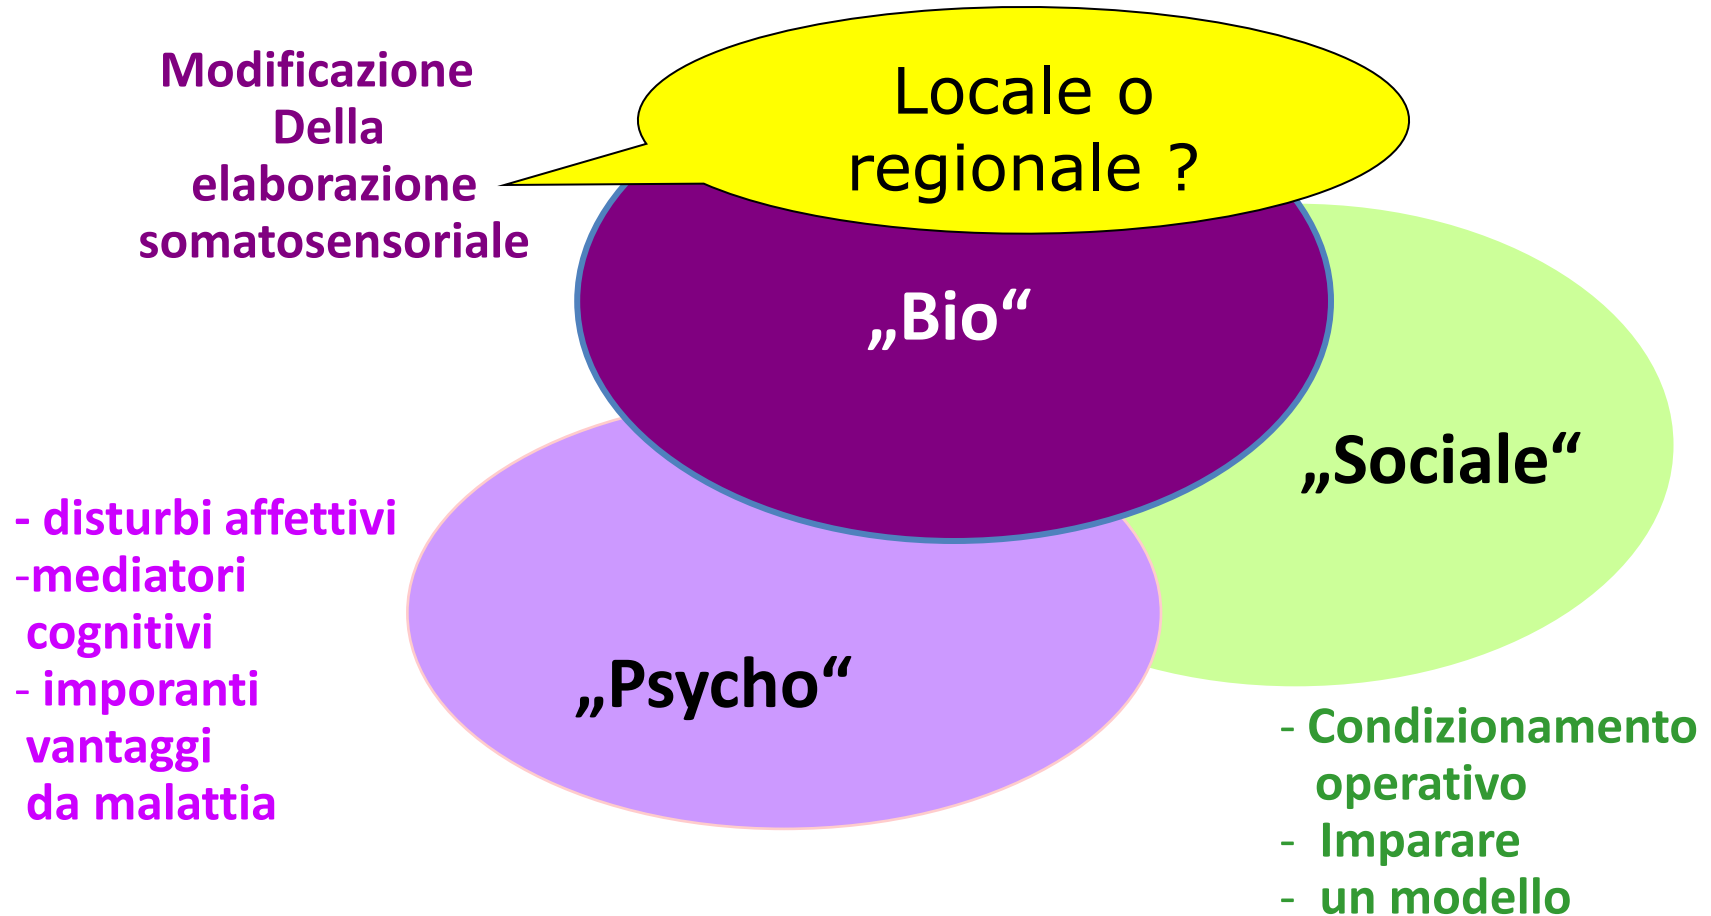 Modificazione
Della
elaborazione
somatosensoriale
Locale o
regionale ?
„Bio“
„Sociale“
„Psycho“
- disturbi affettivi
-mediatori
cognitivi
- imporanti
vantaggi
da malattia
- Condizionamento
operativo
- Imparare
- un modello